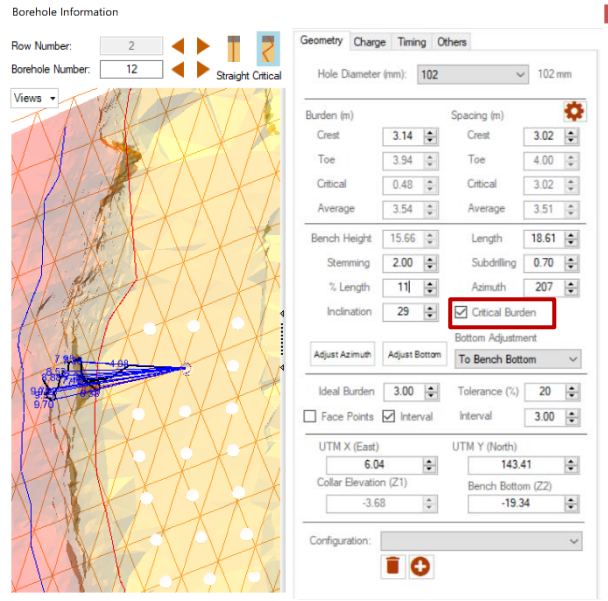 Borehole Information
Row Number: 2
Borehole Number: 12
Straight Critical
Views
7.99
4.08
9.70
Geometry Charge Timing Others
Hole Diameter (mm): 102 102 mm
Burden (m) Spacing (m)
Crest 3.14 Crest 3.02
Toe 3.94 Toe 4.00
Critical 0.48 Critical 3.02
Average 3.54 Average 3.51
Bench Height 15.66 Length 18.61
Stemming 2.00 Subdrilling 0.70
% Length 11 Azimuth 207
Inclination 29 Critical Burden
Bottom Adjustment
Adjust Azimuth Adjust Bottom To Bench Bottom
Ideal Burden 3.00 Tolerance (%) 20
Face Points Interval Interval 3.00
UTM X (East) UTM Y (North)
6.04 143.41
Collar Elevation (Z1) Bench Bottom (Z2)
-3.68 -19.34
Configuration: